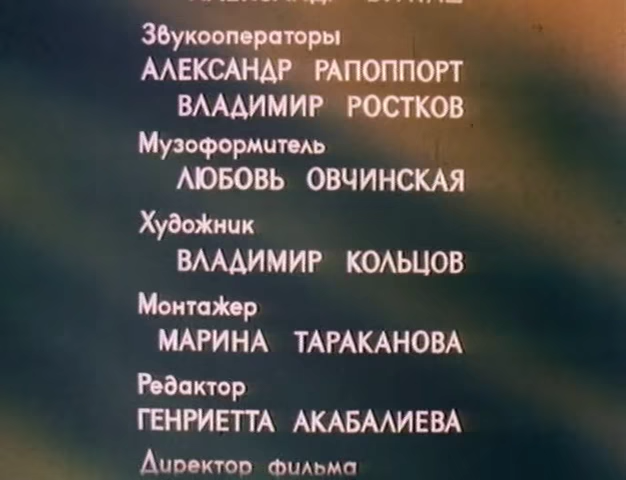 Звукооператоры
АЛЕКСАНДР РАПОППОРТ
ВЛАДИМИР РОСТКОВ
Музоформитель
ЛЮБОВЬ ОВЧИНСКАЯ
Художник
ВЛАДИМИР КОЛЬЦОВ
Монтажер
МАРИНА ТАРАКАНОВА
Редактор
ГЕНРИЕТТА АКАБАЛИЕВА
Директор фильма